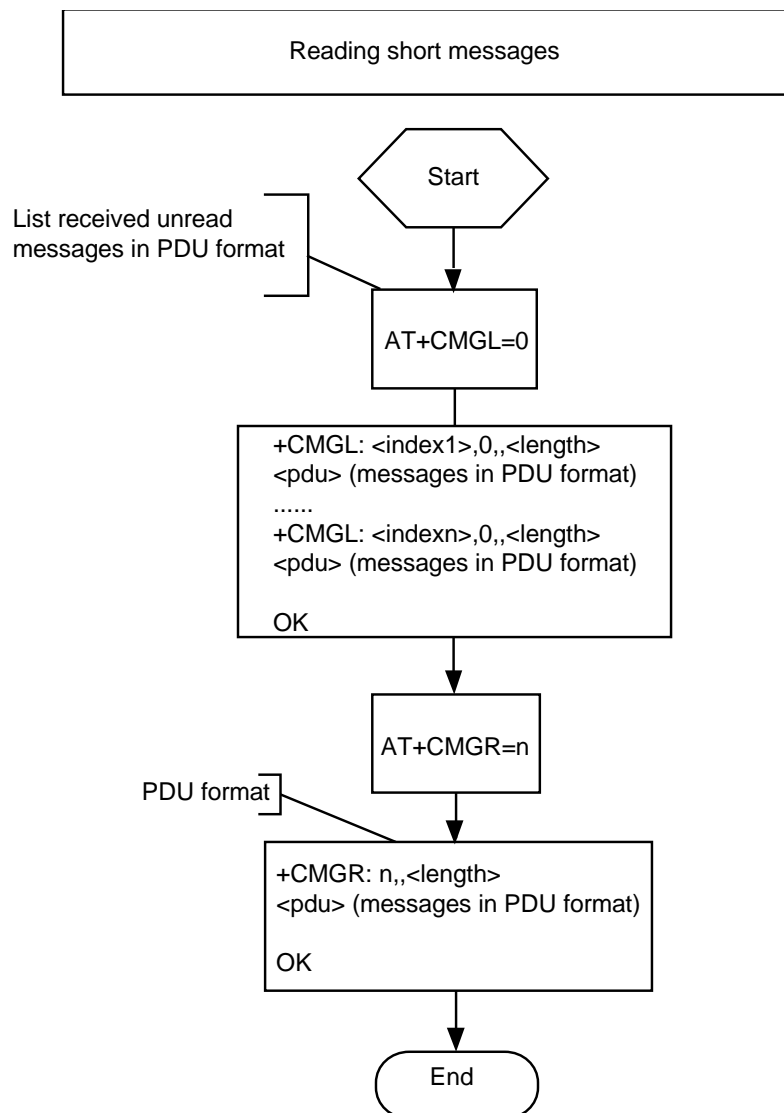 Reading short messages
Start
List received unread
messages in PDU format
AT+CMGL=0
+CMGL: <index1>,0,,<length>
<pdu> (messages in PDU format)
......
+CMGL: <indexn>,0,,<length>
<pdu> (messages in PDU format)
OK
AT+CMGR=n
PDU format
+CMGR: n,,<length>
<pdu> (messages in PDU format)
OK
End